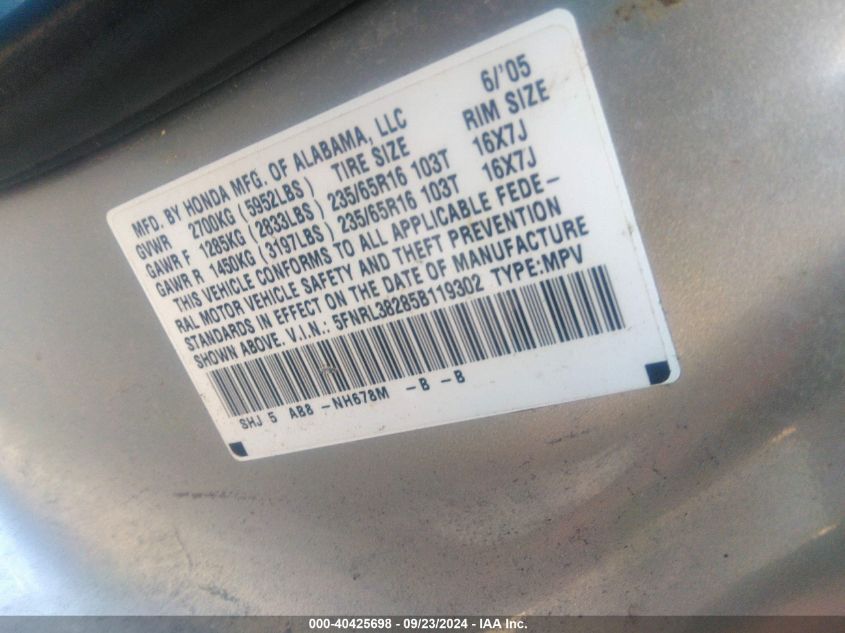 MFD. BY HONDA MFG. OF ALABAMA, LLC 6/'05
GVWR 2700KG (5952LBS) TIRE SIZE RIM SIZE
GAWR F 1285KG (2833LBS) 235/65R16 103T 16X7J
GAWR R 1450KG (3197LBS) 235/65R16 103T 16X7J
THIS VEHICLE CONFORMS TO ALL APPLICABLE FEDE-
RAL MOTOR VEHICLE SAFETY AND THEFT PREVENTION
STANDARDS IN EFFECT ON THE DATE OF MANUFACTURE
SHOWN ABOVE. V.I.N.: 5FNRL38285B119302 TYPE:MPV
SHJ 5 AB8 -NH678M -B -B
000-40425698 - 09/23/2024 - IAA Inc.